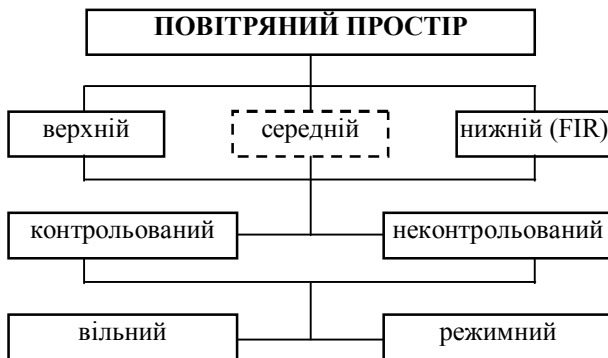 ПОВІТРЯНИЙ ПРОСТІР
верхній
середній
нижній (FIR)
контрольований
неконтрольований
вільний
режимний